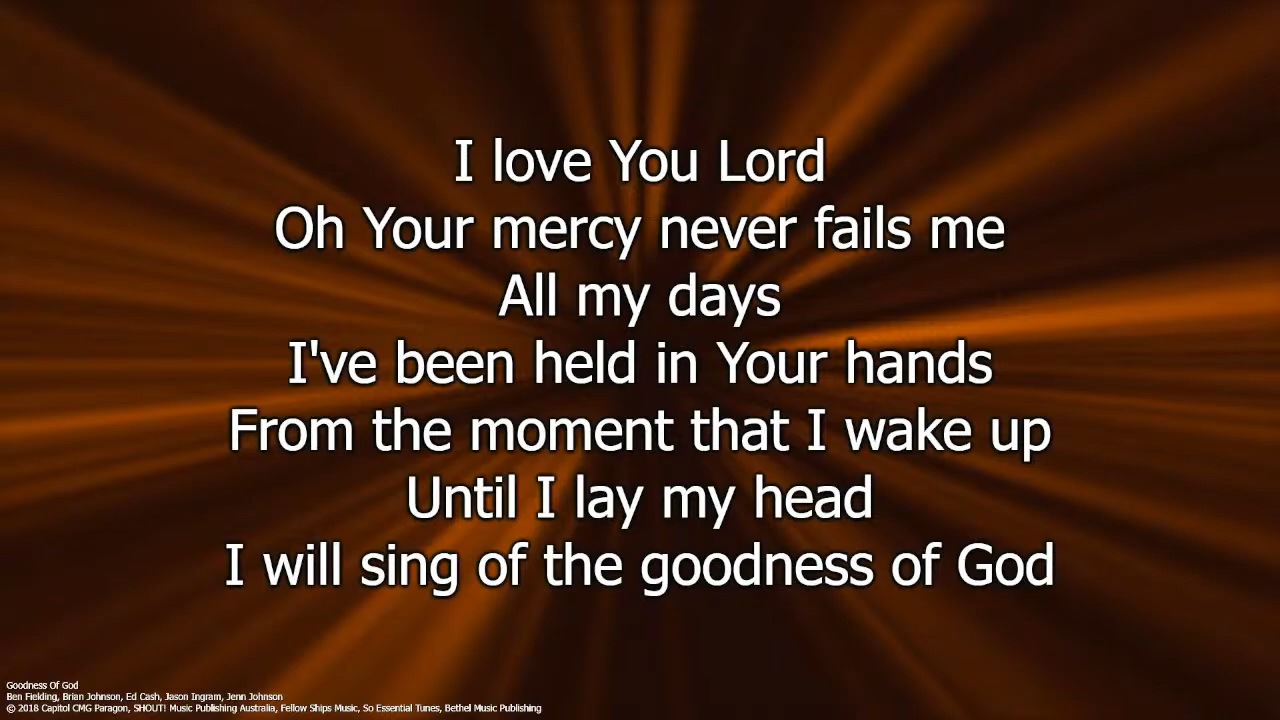 I love You Lord
Oh Your mercy never fails me
All my days
I've been held in Your hands
From the moment that I wake up
Until I lay my head
I will sing of the goodness of God
Goodness Of God
Ben Fielding, Brian Johnson, Ed Cash, Jason Ingram, Jenn Johnson
© 2018 Capitol CMG Paragon, SHOUT! Music Publishing Australia, Fellow Ships Music, So Essential Tunes, Bethel Music Publishing